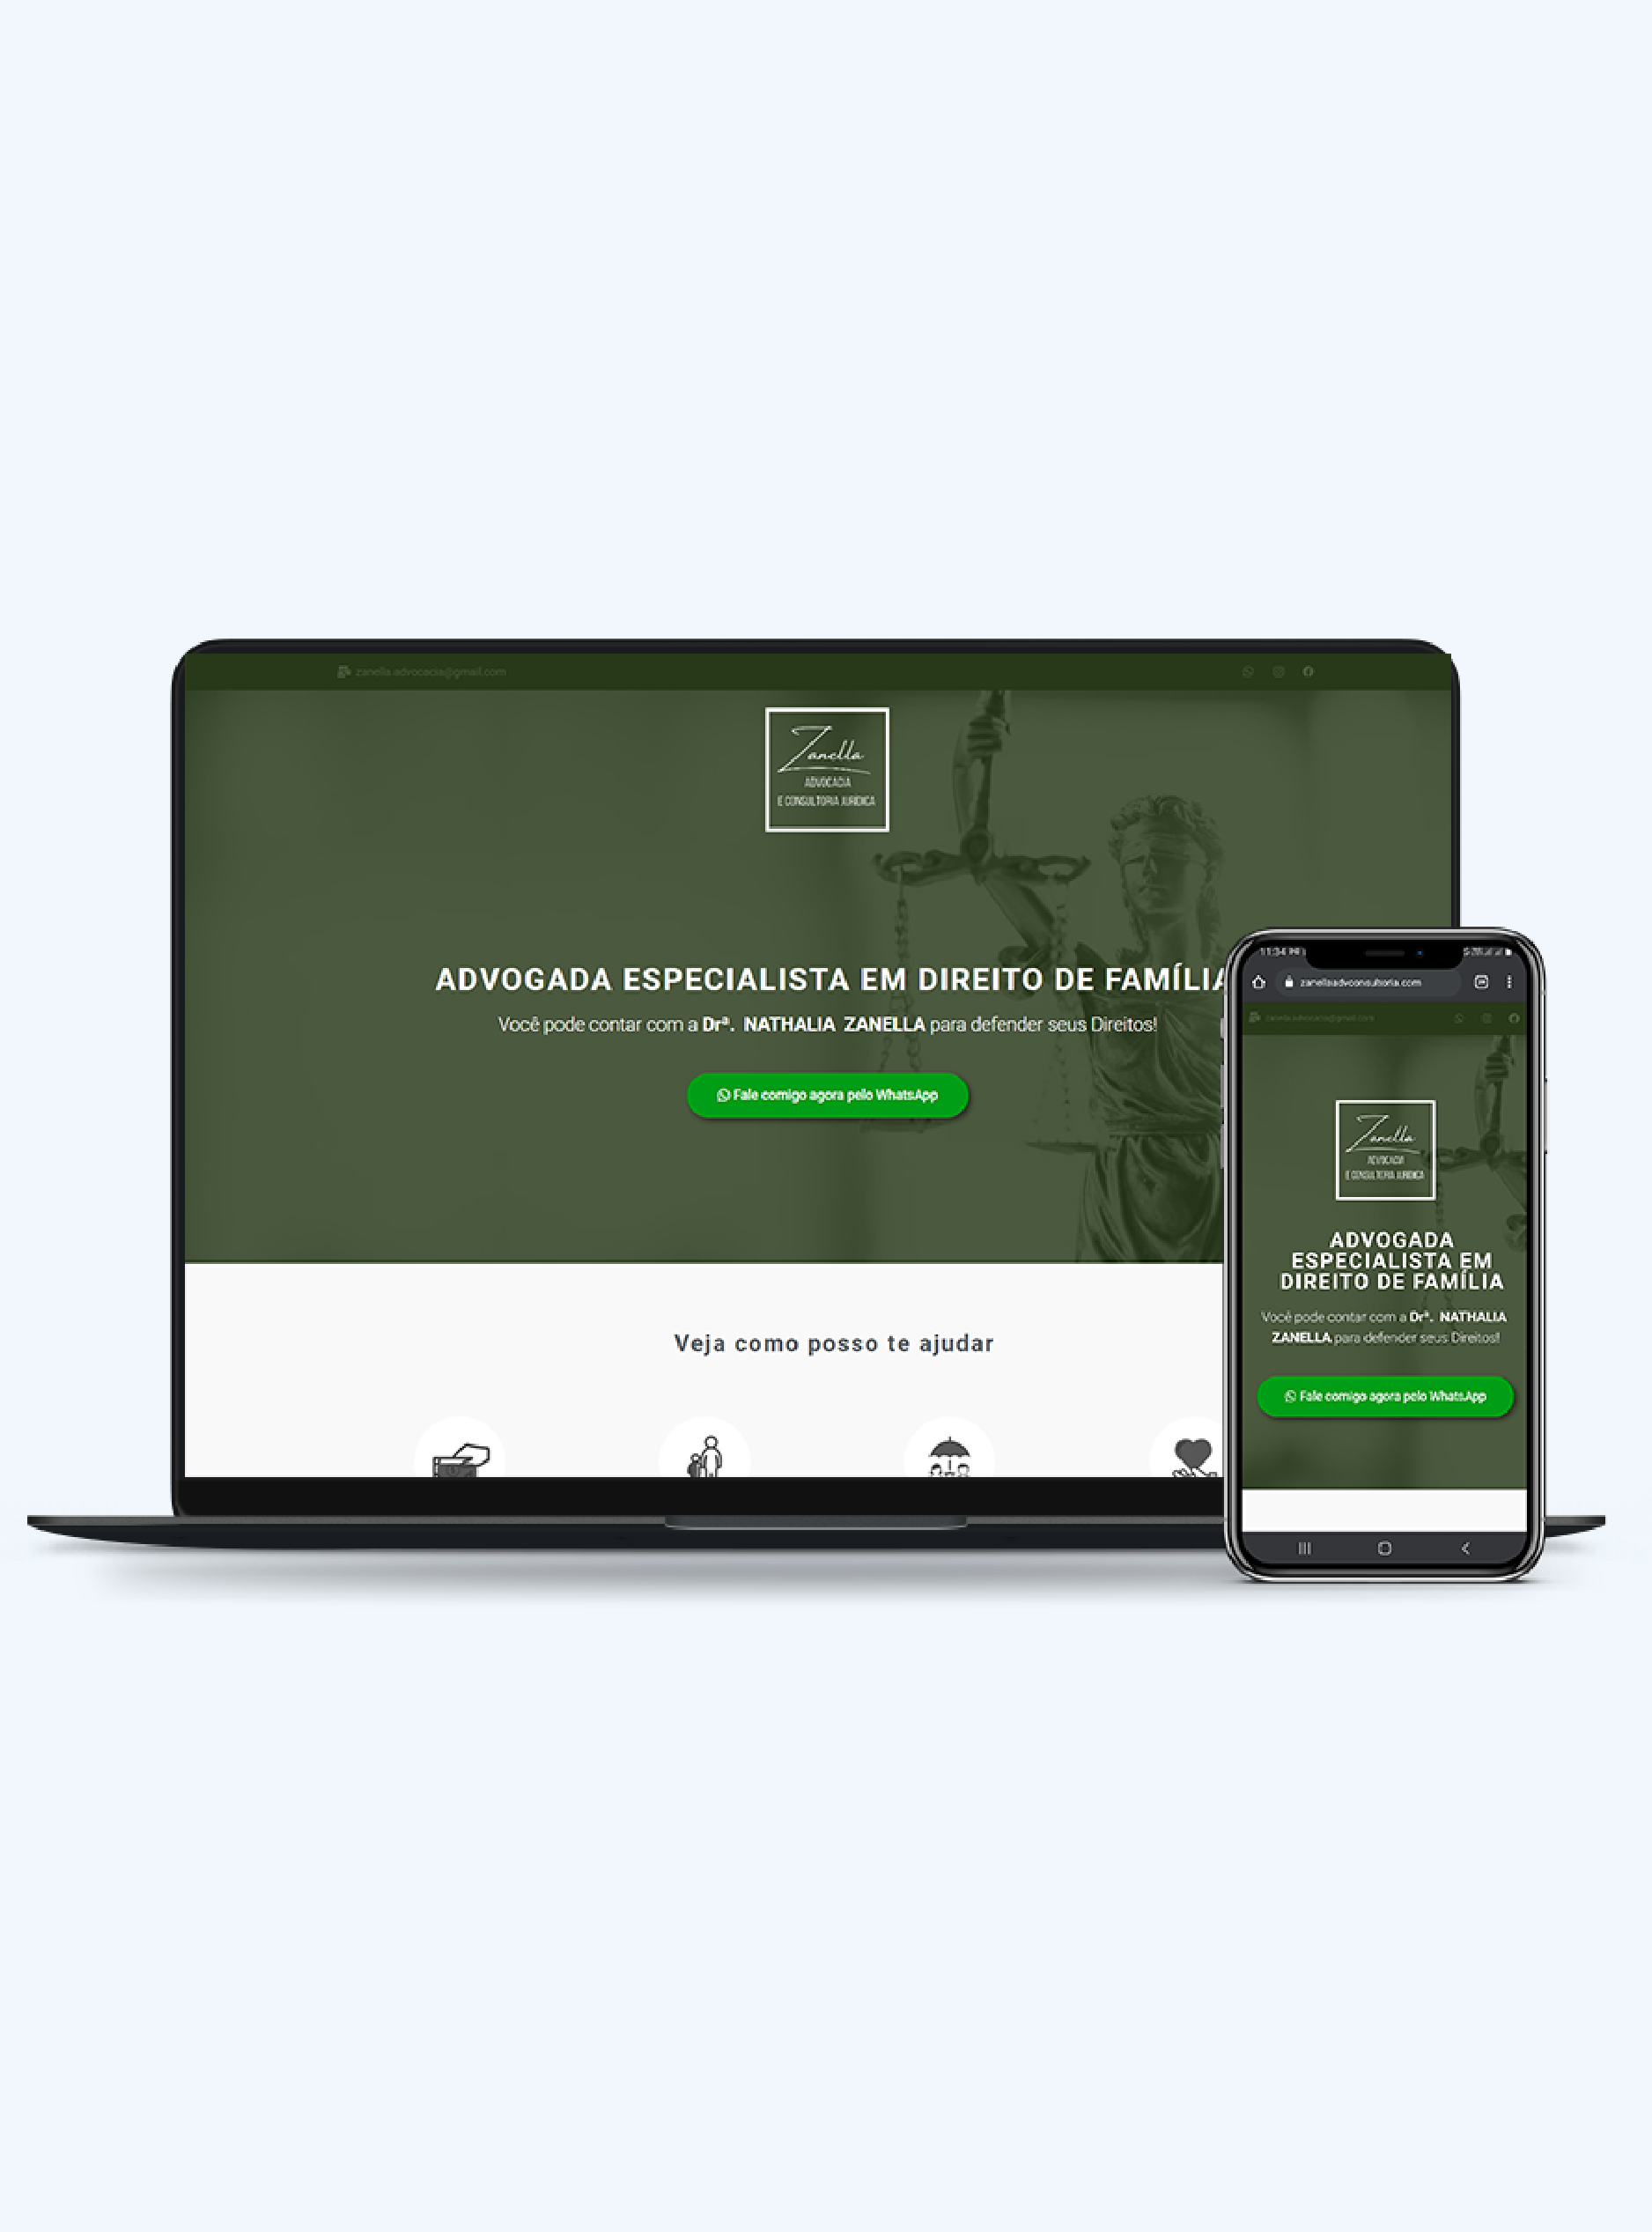 zanella.advocacia@gmail.com
Zanella
ADVOCACIA
E CONSULTORIA JURÍDICA
ADVOGADA ESPECIALISTA EM DIREITO DE FAMÍLIA
Você pode contar com a Drª. NATHALIA ZANELLA para defender seus Direitos!
Fale comigo agora pelo WhatsApp
Veja como posso te ajudar
11:34 PM
zanellaadvconsultoria.com
zanella.advocacia@gmail.com
Zanella
ADVOCACIA
E CONSULTORIA JURÍDICA
ADVOGADA
ESPECIALISTA EM
DIREITO DE FAMÍLIA
Você pode contar com a Drª. NATHALIA
ZANELLA para defender seus Direitos!
Fale comigo agora pelo WhatsApp